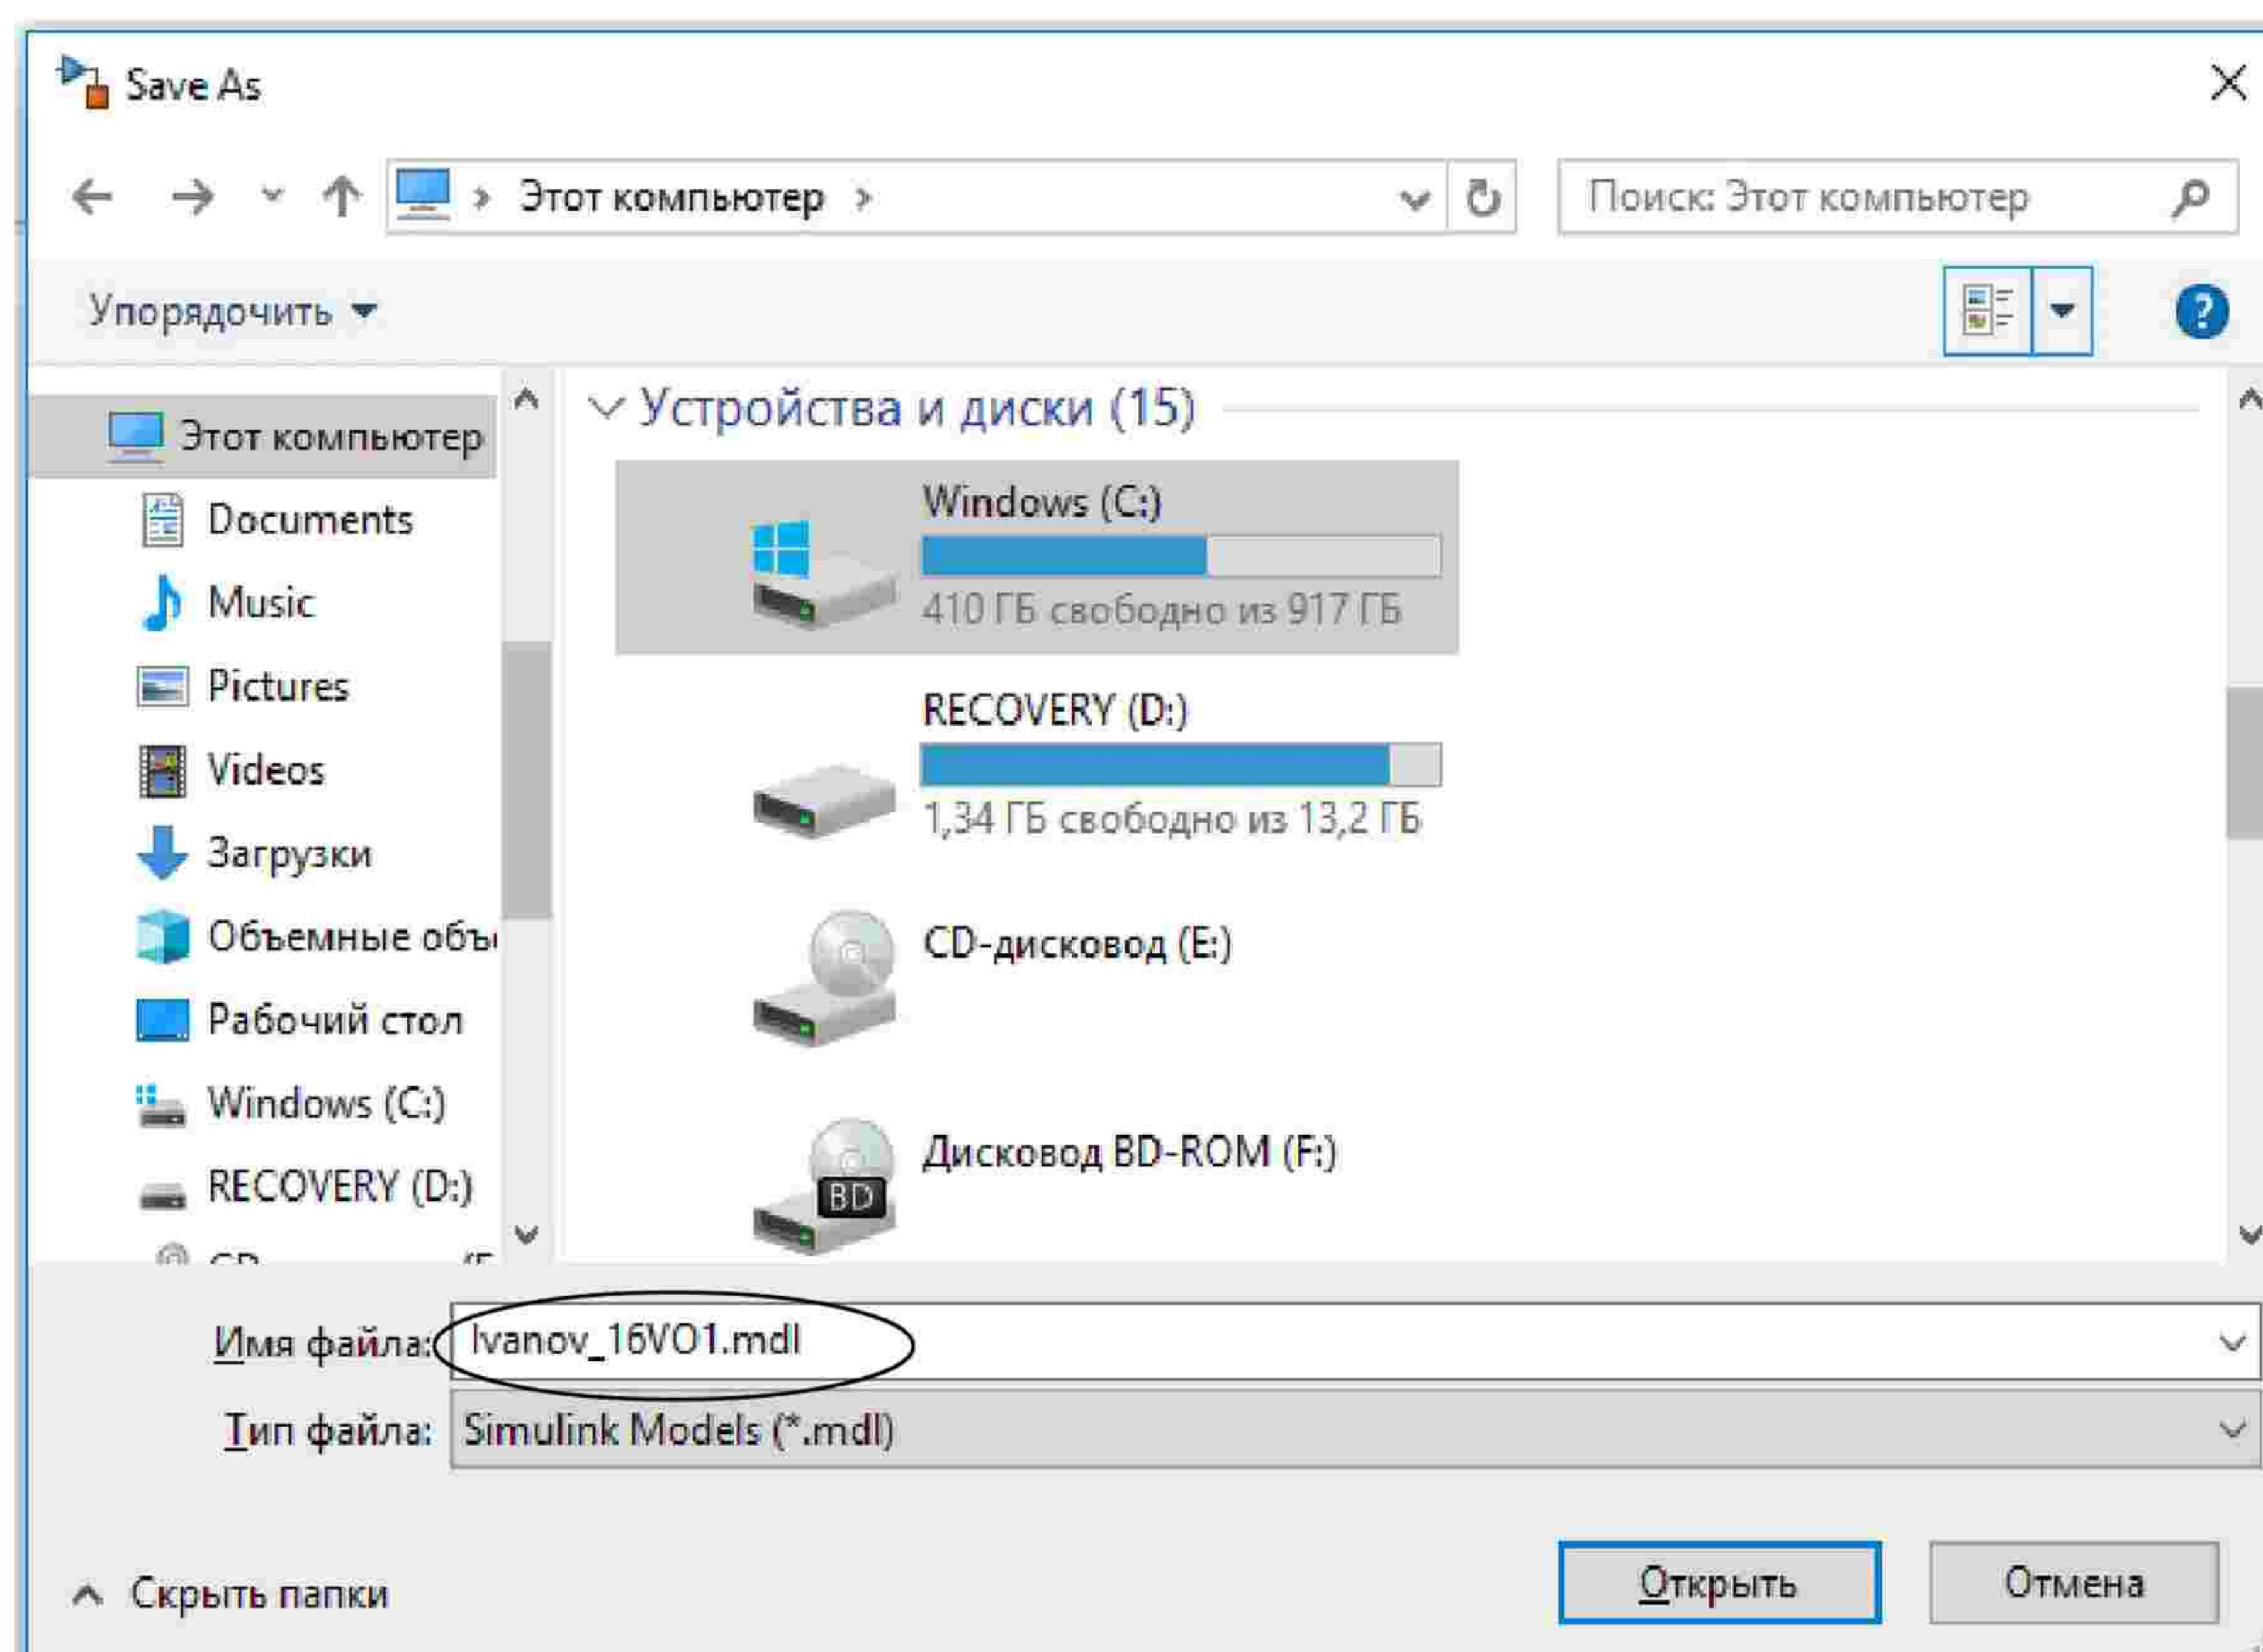 Save As
Этот компьютер
Поиск: Этот компьютер
Упорядочить
Этот компьютер
Documents
Music
Pictures
Videos
Загрузки
Объемные объ
Рабочий стол
Windows (C:)
RECOVERY (D:)
Устройства и диски (15)
Windows (C:)
410 ГБ свободно из 917 ГБ
RECOVERY (D:)
1,34 ГБ свободно из 13,2 ГБ
CD-дисковод (E:)
Дисковод BD-ROM (F:)
BD
Имя файла: Ivanov_16VO1.mdl
Тип файла: Simulink Models (*.mdl)
Скрыть папки
Открыть
Отмена